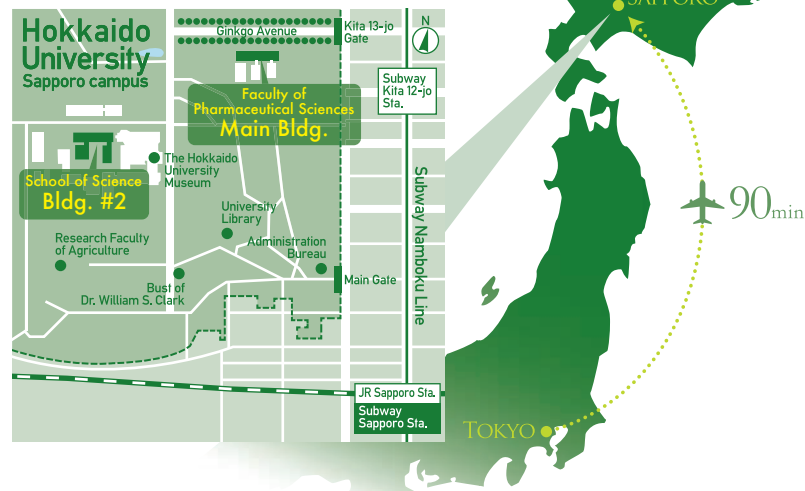 Hokkaido
University
Sapporo campus
Ginkgo Avenue
Kita 13-jo
Gate
N
Subway
Kita 12-jo
Sta.
Faculty of
Pharmaceutical Sciences
Main Bldg.
The Hokkaido
University
Museum
School of Science
Bldg. #2
University
Library
Research Faculty
of Agriculture
Administration
Bureau
Bust of
Dr. William S. Clark
Main Gate
Subway Namboku Line
JR Sapporo Sta.
Subway
Sapporo Sta.
SAPPORO
90min
TOKYO